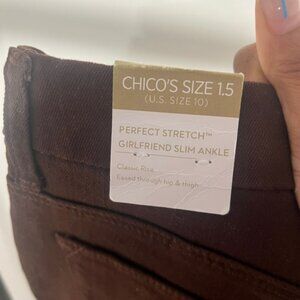 CHICO'S SIZE 1.5
(U.S. SIZE 10)
PERFECT STRETCH™
GIRLFRIEND SLIM ANKLE
Classic Rise
Eased through hip & thigh